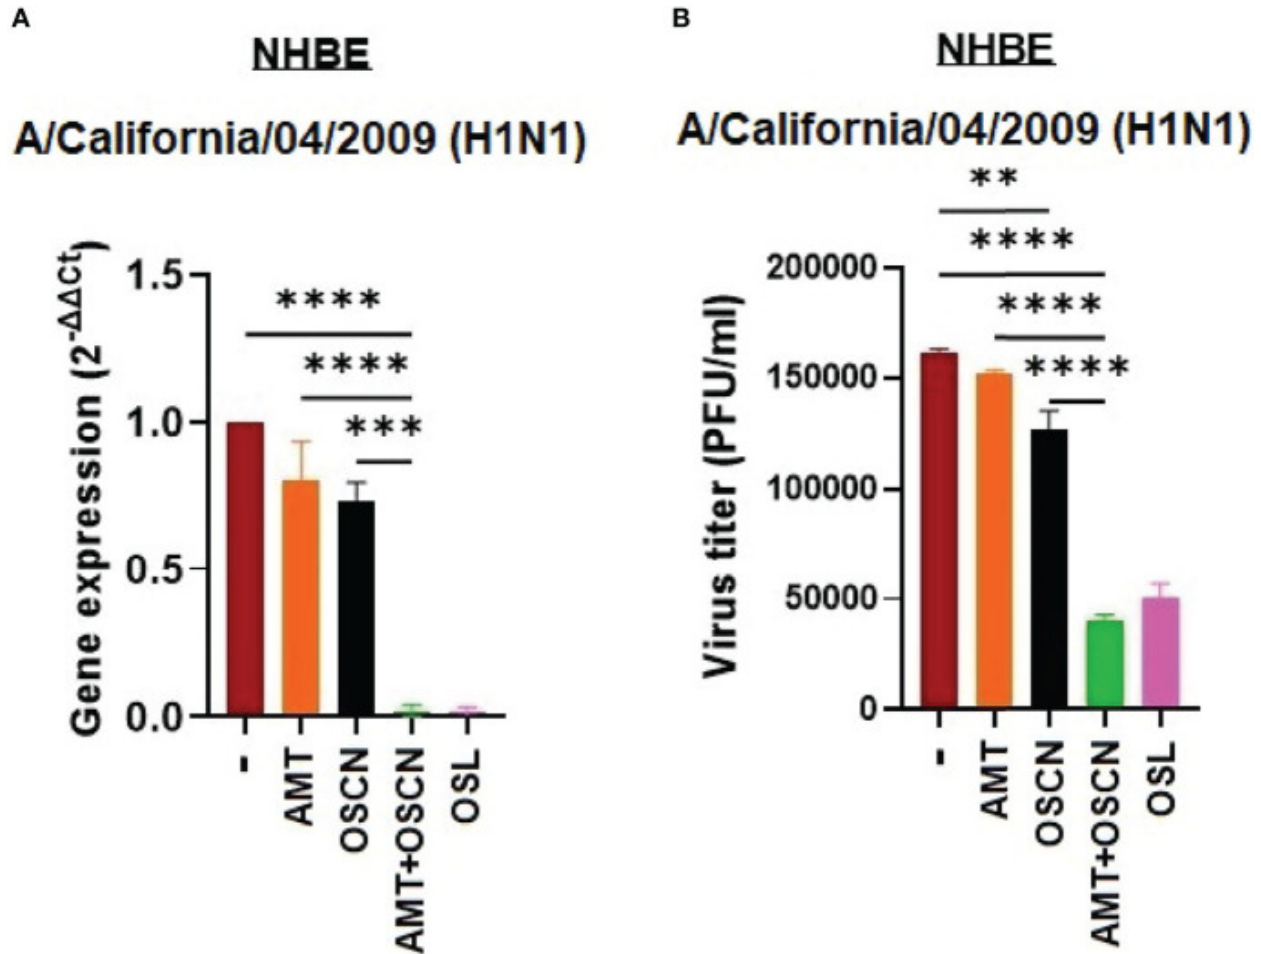 A
NHBE
A/California/04/2009 (H1N1)
Gene expression (2^-ΔΔCt)
1.5
1.0
0.5
0.0
****
****
***
-
AMT
OSCN
AMT+OSCN
OSL
B
NHBE
A/California/04/2009 (H1N1)
Virus titer (PFU/ml)
200000
150000
100000
50000
0
**
****
****
****
-
AMT
OSCN
AMT+OSCN
OSL